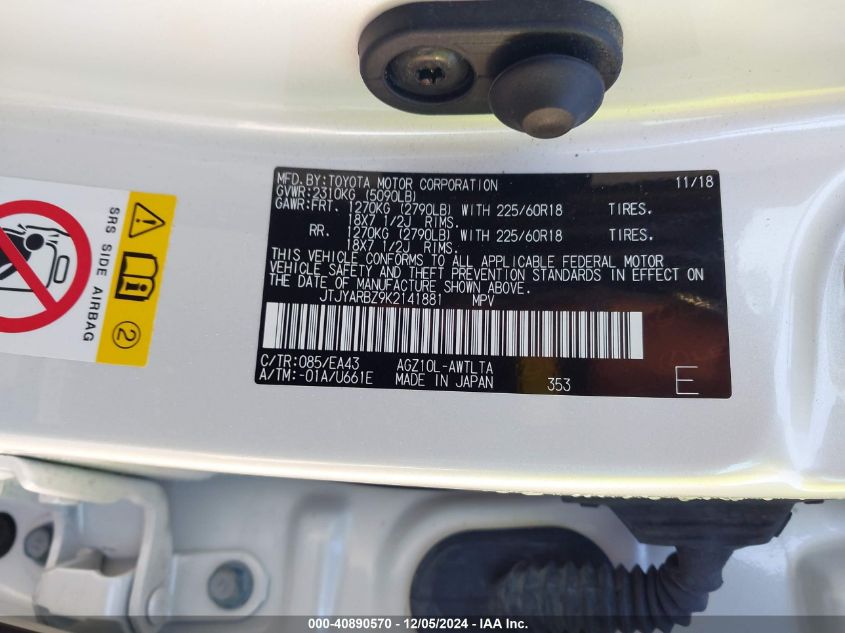 MFD.BY:TOYOTA MOTOR CORPORATION 11/18
GVWR:2310KG (5090LB)
GAWR:FRT. 1270KG (2790LB) WITH 225/60R18 TIRES.
18X7 1/2J RIMS.
RR. 1270KG (2790LB) WITH 225/60R18 TIRES.
18X7 1/2J RIMS.
THIS VEHICLE CONFORMS TO ALL APPLICABLE FEDERAL MOTOR
VEHICLE SAFETY AND THEFT PREVENTION STANDARDS IN EFFECT ON
THE DATE OF MANUFACTURE SHOWN ABOVE.
JTJYARBZ9K2141881 MPV
C/TR:085/EA43 AGZ10L-AWTLTA
A/TM:-01A/U661E MADE IN JAPAN 353 E
SRS SIDE AIRBAG
2
000-40890570 - 12/05/2024 - IAA Inc.